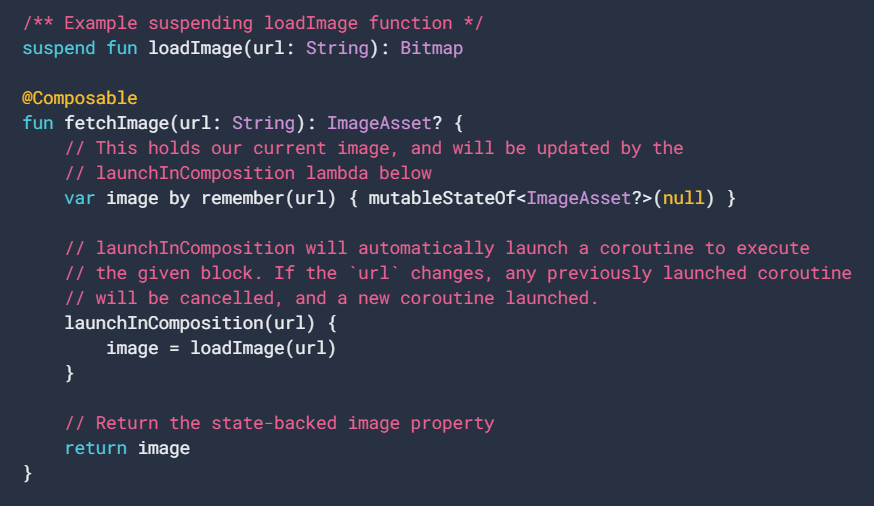 /** Example suspending loadImage function */
suspend fun loadImage(url: String): Bitmap

@Composable
fun fetchImage(url: String): ImageAsset? {
    // This holds our current image, and will be updated by the
    // launchInComposition lambda below
    var image by remember(url) { mutableStateOf<ImageAsset?>(null) }

    // launchInComposition will automatically launch a coroutine to execute
    // the given block. If the `url` changes, any previously launched coroutine
    // will be cancelled, and a new coroutine launched.
    launchInComposition(url) {
        image = loadImage(url)
    }

    // Return the state-backed image property
    return image
}